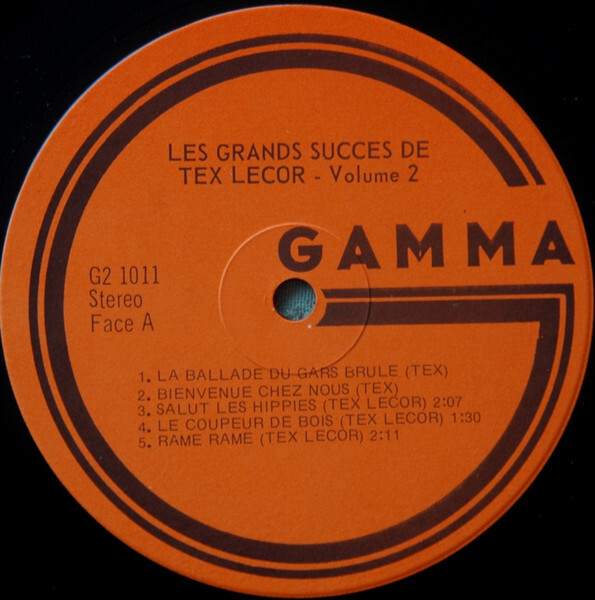 LES GRANDS SUCCES DE
TEX LECOR - Volume 2
GAMMA
G2 1011
Stereo
Face A
1. LA BALLADE DU GARS BRULE (TEX)
2. BIENVENUE CHEZ NOUS (TEX)
3. SALUT LES HIPPIES (TEX LECOR) 2:07
4. LE COUPEUR DE BOIS (TEX LECOR) 1:30
5. RAME RAME (TEX LECOR) 2:11